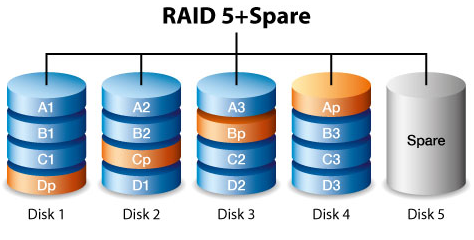 RAID 5+Spare
A1 A2 A3 Ap
B1 B2 Bp B3 Spare
C1 Cp C2 C3
Dp D1 D2 D3
Disk 1 Disk 2 Disk 3 Disk 4 Disk 5